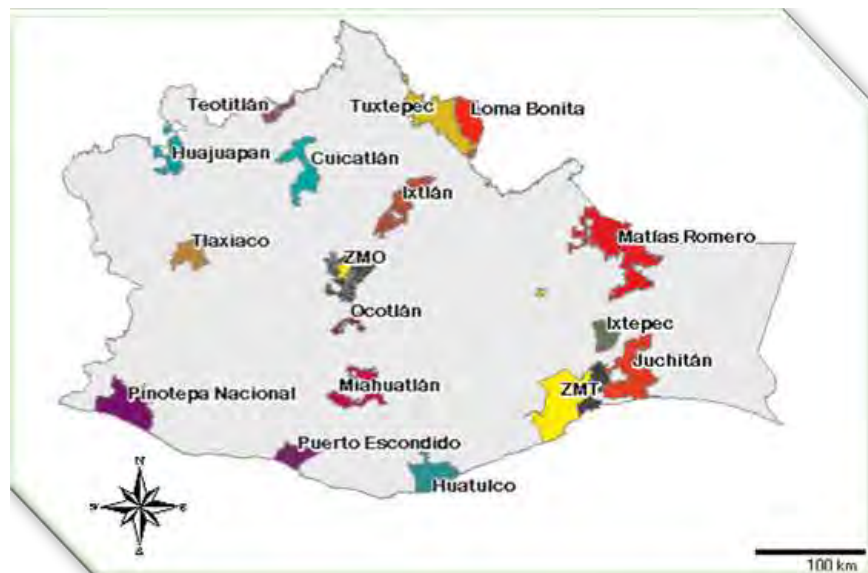 Teotitlán
Tuxtepec
Loma Bonita
Huajuapan
Cuicatlán
Ixtlán
Tlaxiaco
Matías Romero
ZMO
Ocotlán
Ixtepec
Juchitán
Pinotepa Nacional
Miahuatlán
ZMT
Puerto Escondido
Huatulco
N
100 km